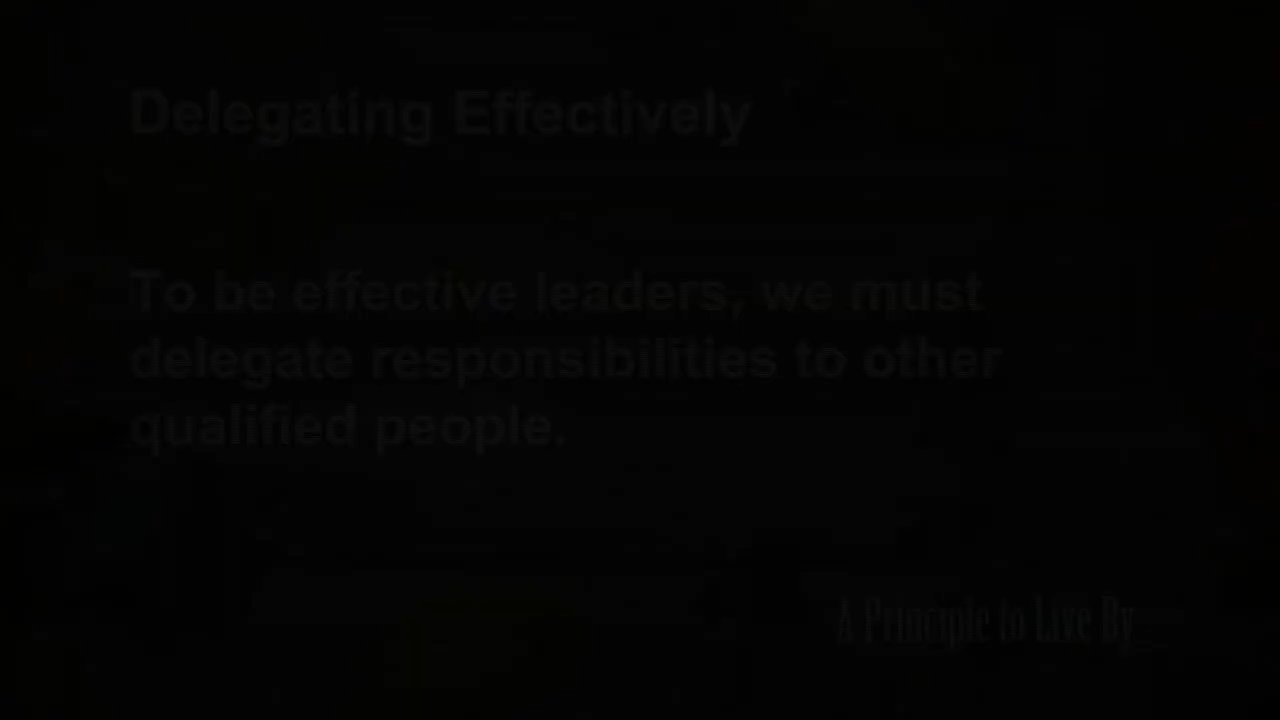 Delegating Effectively
To be effective leaders, we must
delegate responsibilities to other
qualified people.
A Principle to Live By